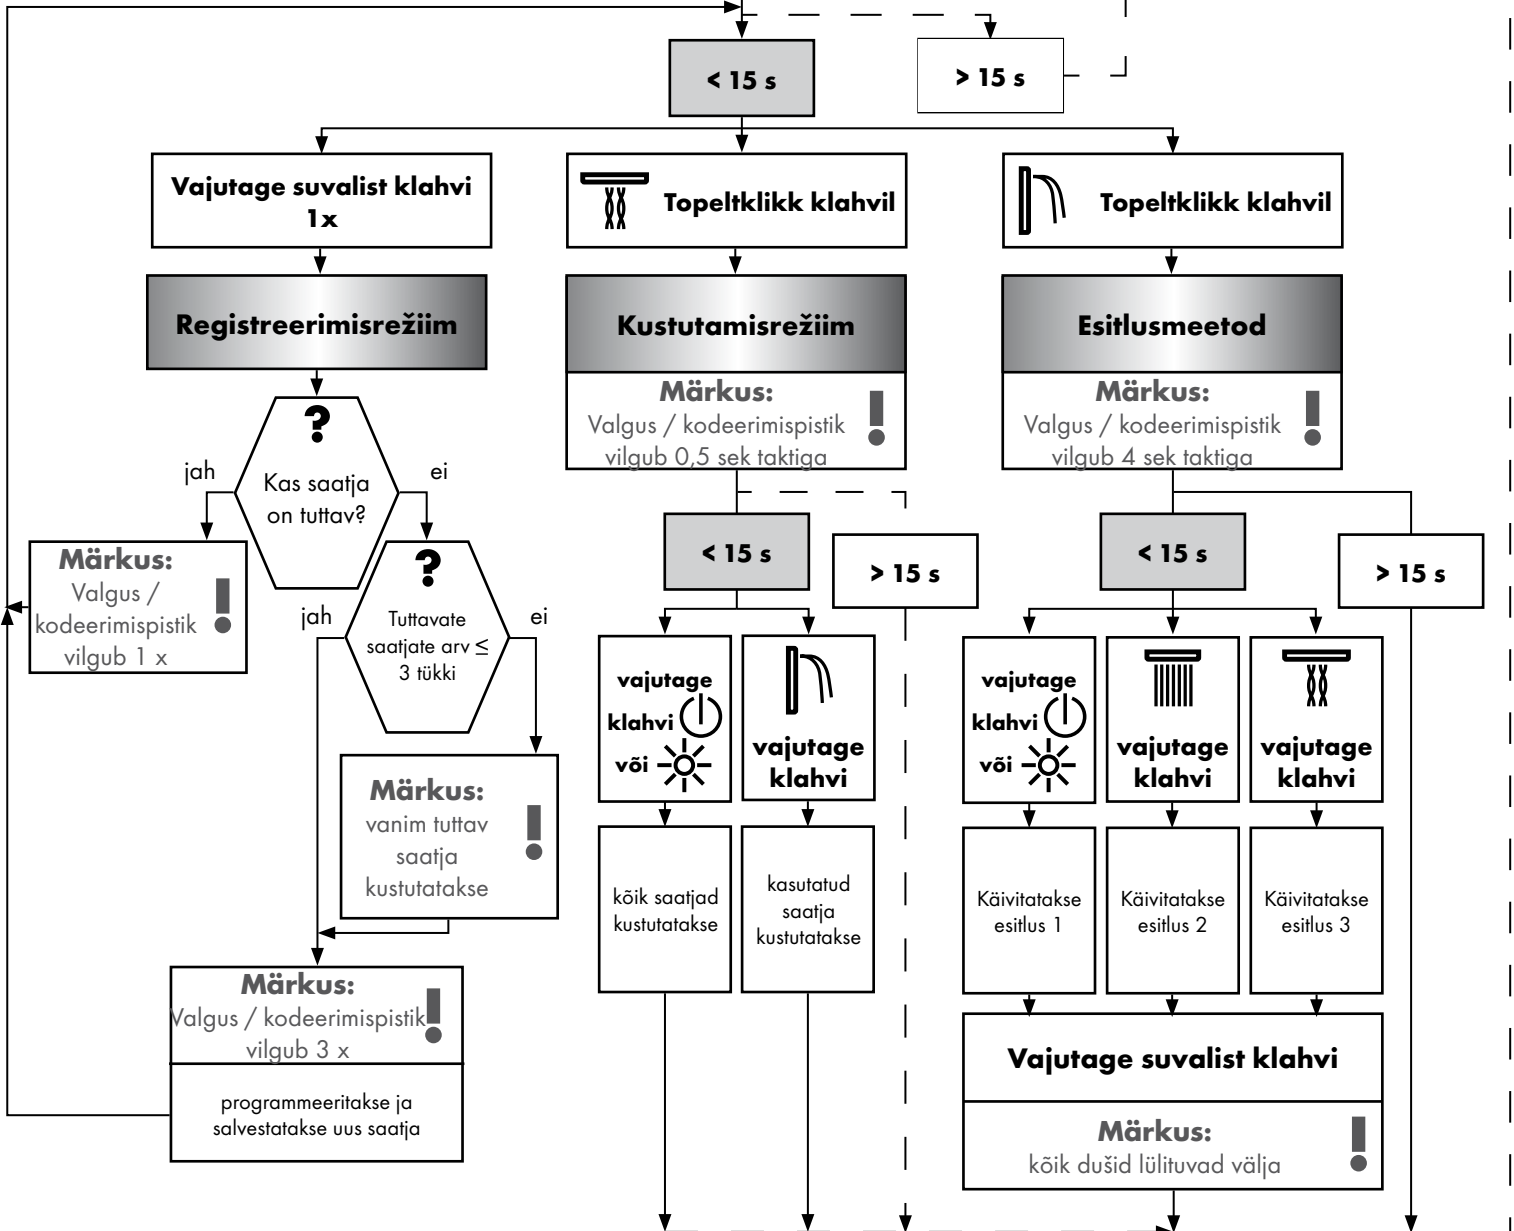 < 15 s
> 15 s
Vajutage suvalist klahvi
1x
Topeltklikk klahvil
Topeltklikk klahvil
Registreerimisrežiim
Kustutamisrežiim
Esitlusmeetod
Märkus:
Valgus / kodeerimispistik
vilgub 0,5 sek taktiga
Märkus:
Valgus / kodeerimispistik
vilgub 4 sek taktiga
?
jah
ei
Kas saatja
on tuttav?
Märkus:
Valgus /
kodeerimispistik
vilgub 1 x
?
jah
ei
Tuttavate
saatjate arv ≤
3 tükki
Märkus:
vanim tuttav
saatja
kustutatakse
Märkus:
Valgus / kodeerimispistik
vilgub 3 x
programmeeritakse ja
salvestatakse uus saatja
< 15 s
> 15 s
vajutage
klahvi
või
vajutage
klahvi
kõik saatjad
kustutatakse
kasutatud
saatja
kustutatakse
< 15 s
> 15 s
vajutage
klahvi
või
vajutage
klahvi
vajutage
klahvi
Käivitatakse
esitlus 1
Käivitatakse
esitlus 2
Käivitatakse
esitlus 3
Vajutage suvalist klahvi
Märkus:
kõik dušid lülituvad välja